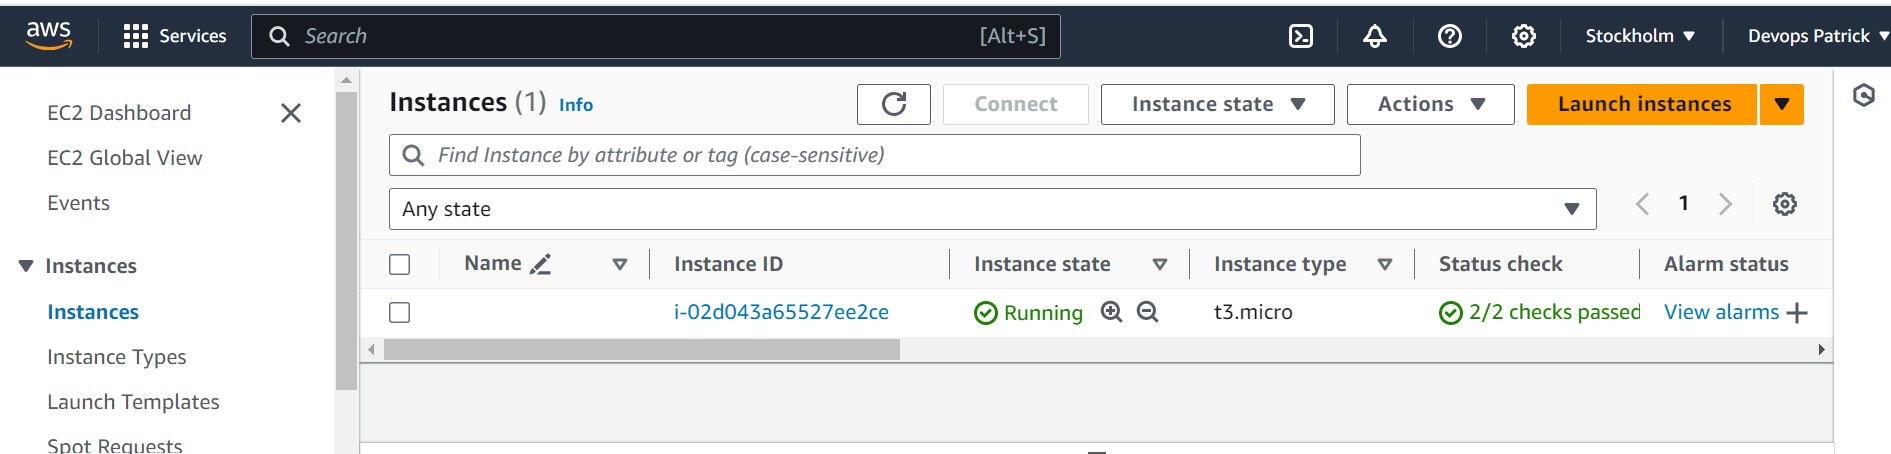 aws Services Search [Alt+S] Stockholm Devops Patrick
EC2 Dashboard
EC2 Global View
Events
Instances
Instances
Instance Types
Launch Templates
Spot Requests
Instances (1) Info Connect Instance state Actions Launch instances
Find Instance by attribute or tag (case-sensitive)
Any state 1
Name Instance ID Instance state Instance type Status check Alarm status
i-02d043a65527ee2ce Running t3.micro 2/2 checks passed View alarms